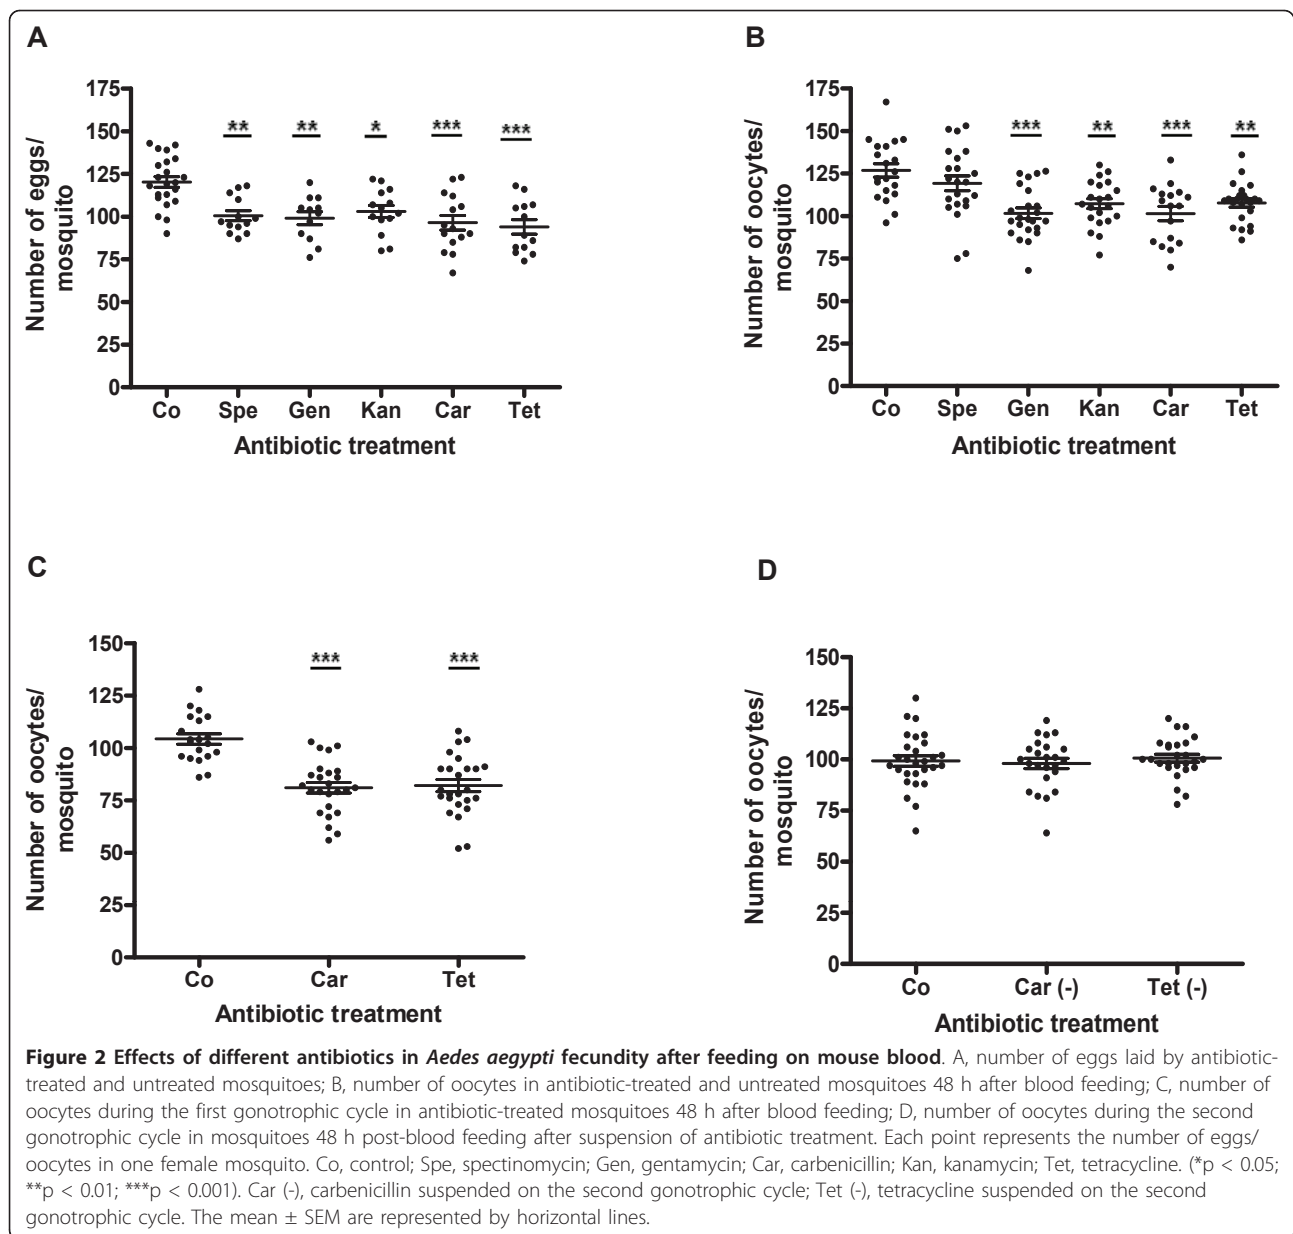 A
175
150
125
100
75
50
25
0
Number of eggs/
mosquito
** ** * *** ***
Co Spe Gen Kan Car Tet
Antibiotic treatment
B
175
150
125
100
75
50
25
0
Number of oocytes/
mosquito
*** ** *** **
Co Spe Gen Kan Car Tet
Antibiotic treatment
C
150
125
100
75
50
25
0
Number of oocytes/
mosquito
*** ***
Co Car Tet
Antibiotic treatment
D
150
125
100
75
50
25
0
Number of oocytes/
mosquito
Co Car (-) Tet (-)
Antibiotic treatment
Figure 2 Effects of different antibiotics in Aedes aegypti fecundity after feeding on mouse blood. A, number of eggs laid by antibiotic-
treated and untreated mosquitoes; B, number of oocytes in antibiotic-treated and untreated mosquitoes 48 h after blood feeding; C, number of
oocytes during the first gonotrophic cycle in antibiotic-treated mosquitoes 48 h after blood feeding; D, number of oocytes during the second
gonotrophic cycle in mosquitoes 48 h post-blood feeding after suspension of antibiotic treatment. Each point represents the number of eggs/
oocytes in one female mosquito. Co, control; Spe, spectinomycin; Gen, gentamycin; Car, carbenicillin; Kan, kanamycin; Tet, tetracycline. (*p < 0.05;
**p < 0.01; ***p < 0.001). Car (-), carbenicillin suspended on the second gonotrophic cycle; Tet (-), tetracycline suspended on the second
gonotrophic cycle. The mean ± SEM are represented by horizontal lines.